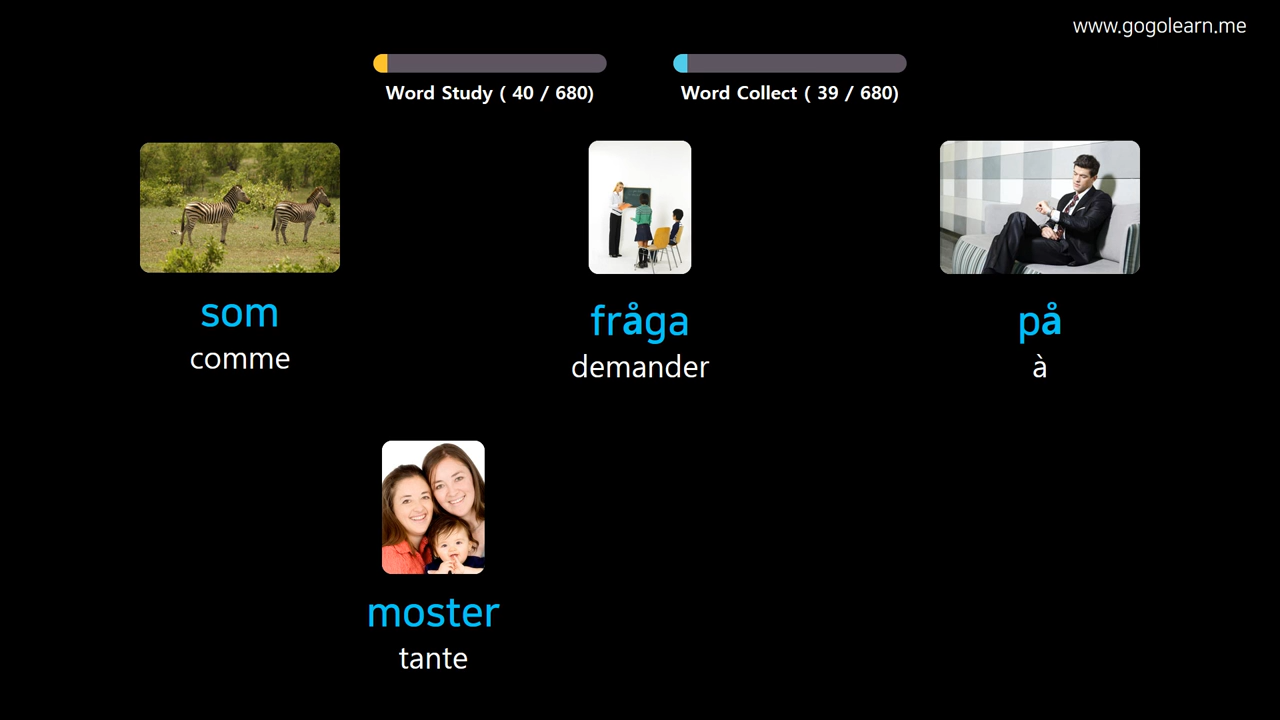 www.gogolearn.me
Word Study ( 40 / 680)
Word Collect ( 39 / 680)
som
comme
fråga
demander
på
à
moster
tante